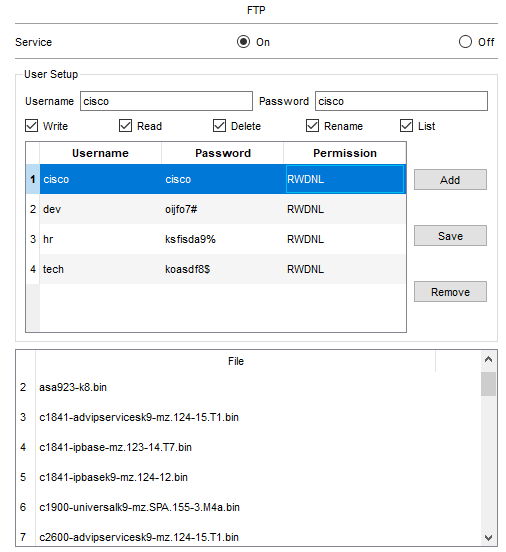 FTP
Service On Off
User Setup
Username cisco Password cisco
Write Read Delete Rename List
Username Password Permission
1 cisco cisco RWDNL
2 dev oijfo7# RWDNL
3 hr ksfisda9% RWDNL
4 tech koasdf8$ RWDNL
Add
Save
Remove
File
2 asa923-k8.bin
3 c1841-advipservicesk9-mz.124-15.T1.bin
4 c1841-ipbase-mz.123-14.T7.bin
5 c1841-ipbasek9-mz.124-12.bin
6 c1900-universalk9-mz.SPA.155-3.M4a.bin
7 c2600-advipservicesk9-mz.124-15.T1.bin